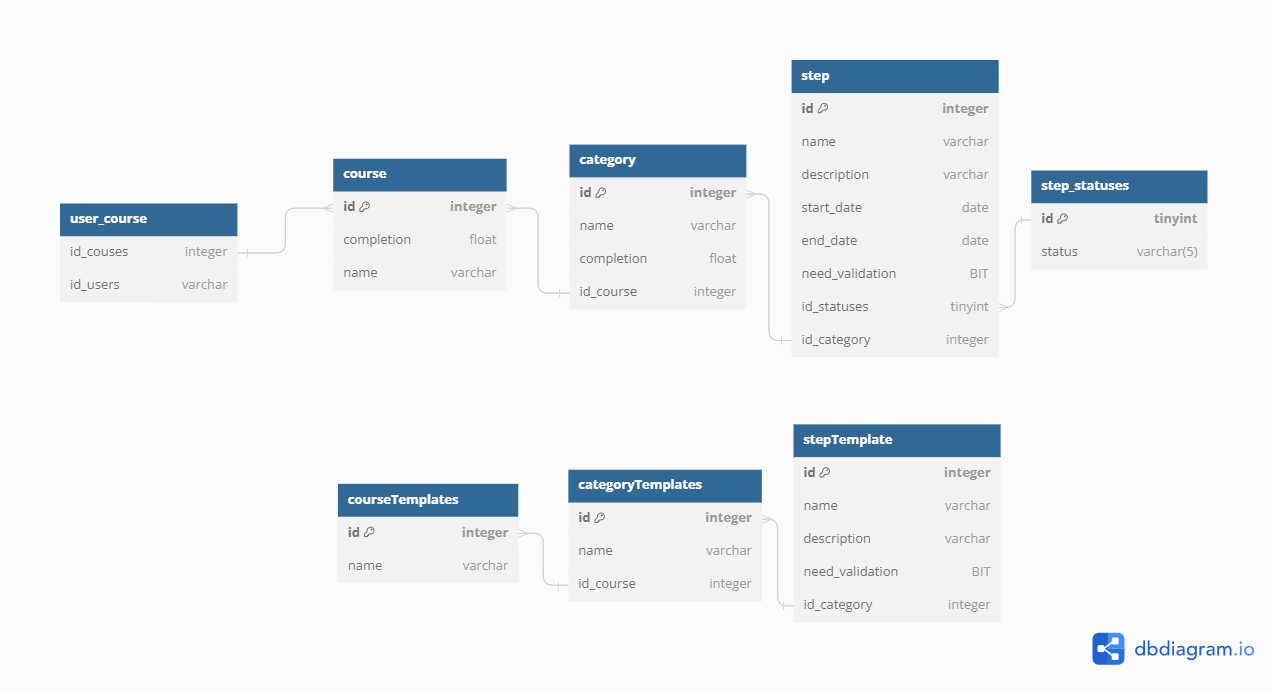 user_course
id_couses integer
id_users varchar
course
id integer
completion float
name varchar
category
id integer
name varchar
completion float
id_course integer
step
id integer
name varchar
description varchar
start_date date
end_date date
need_validation BIT
id_statuses tinyint
id_category integer
step_statuses
id tinyint
status varchar(5)
courseTemplates
id integer
name varchar
categoryTemplates
id integer
name varchar
id_course integer
stepTemplate
id integer
name varchar
description varchar
need_validation BIT
id_category integer
dbdiagram.io